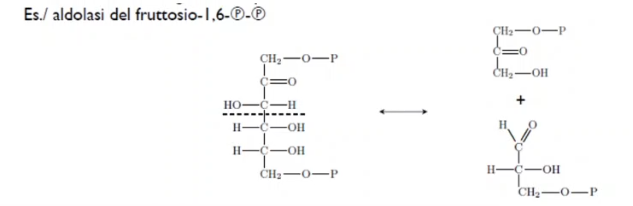 Es./ aldolasi del fruttosio-1,6-Ⓟ-Ⓟ
CH₂—O—P
C=O
HO—C—H
H—C—OH
H—C—OH
CH₂—O—P
CH₂—O—P
C=O
CH₂—OH
+
H O
C
H—C—OH
CH₂—O—P